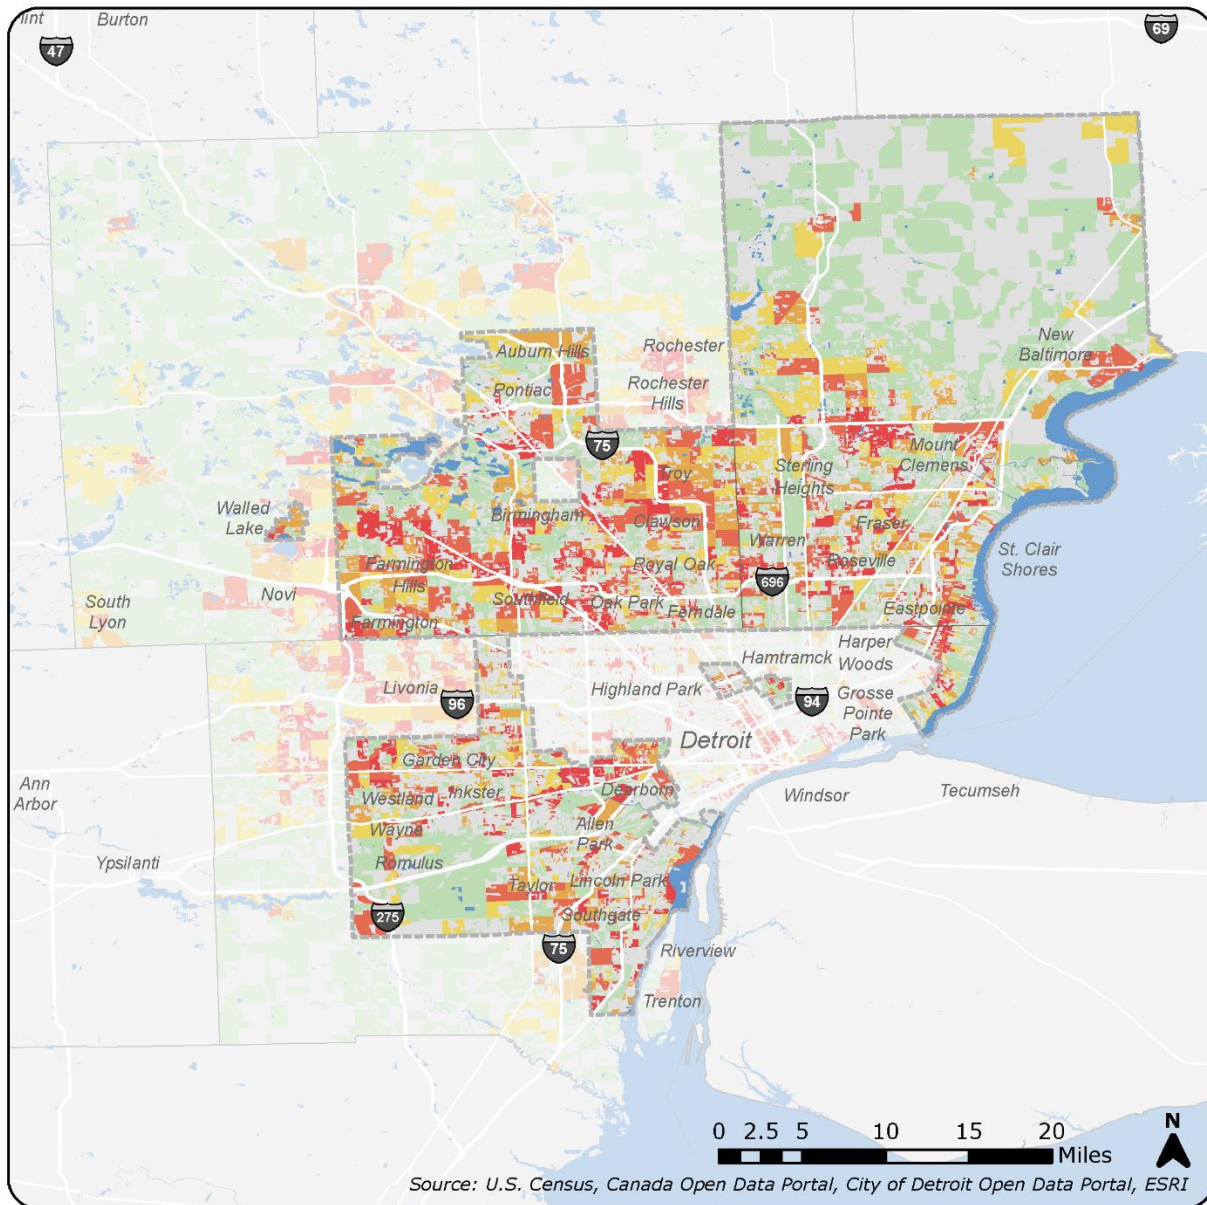 lint
Burton
47
69
New
Baltimore
Rochester
Auburn Hills
Pontiac
Rochester
Hills
75
Mount
Clemens
Troy
Sterling
Heights
Walled
Lake
Birmingham
Clawson
Fraser
Warren
St. Clair
Shores
Farmington
Hills
Royal Oak
Roseville
696
Novi
South
Lyon
Southfield
Oak Park
Ferndale
Eastpointe
Farmington
Harper
Woods
Hamtramck
Livonia
Highland Park
96
94
Grosse
Pointe
Park
Detroit
Garden City
Ann
Arbor
Westland
Inkster
Dearborn
Windsor
Tecumseh
Wayne
Allen
Park
Ypsilanti
Romulus
Taylor
Lincoln Park
275
Southgate
75
Riverview
Trenton
0 2.5 5 10 15 20
Miles
N
Source: U.S. Census, Canada Open Data Portal, City of Detroit Open Data Portal, ESRI